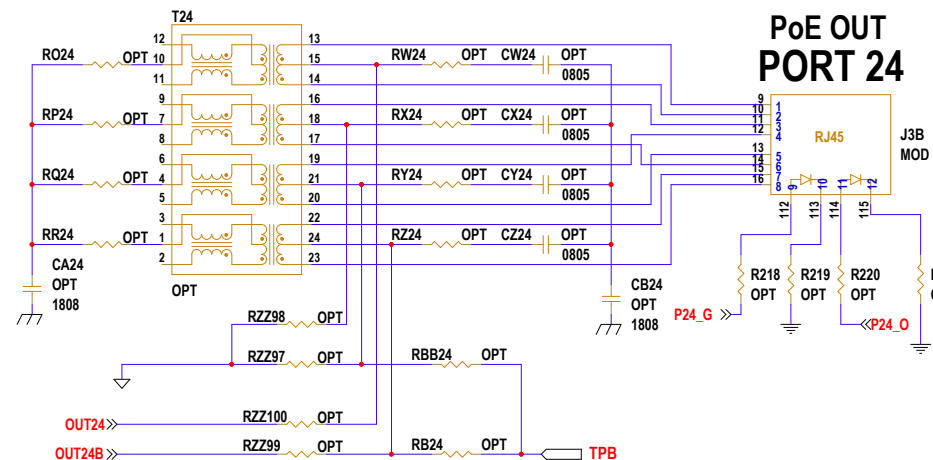 T24
PoE OUT
PORT 24
12
10
11
9
7
8
6
4
5
3
1
2
13
15
14
16
18
17
19
21
20
22
24
23
RO24 OPT
RP24 OPT
RQ24 OPT
RR24 OPT
CA24
OPT
1808
OPT
RW24 OPT CW24 OPT
0805
RX24 OPT CX24 OPT
0805
RY24 OPT CY24 OPT
0805
RZ24 OPT CZ24 OPT
0805
CB24
OPT
1808
9
10
11
12
13
14
15
16
1
2
3
4
5
6
7
8
RJ45
J3B
MOD
9 10 11 12
112 113 114 115
R218
OPT
R219
OPT
R220
OPT
P24_G
P24_O
RZZ98 OPT
RZZ97 OPT
RBB24 OPT
OUT24
RZZ100 OPT
OUT24B
RZZ99 OPT
RB24 OPT
TPB